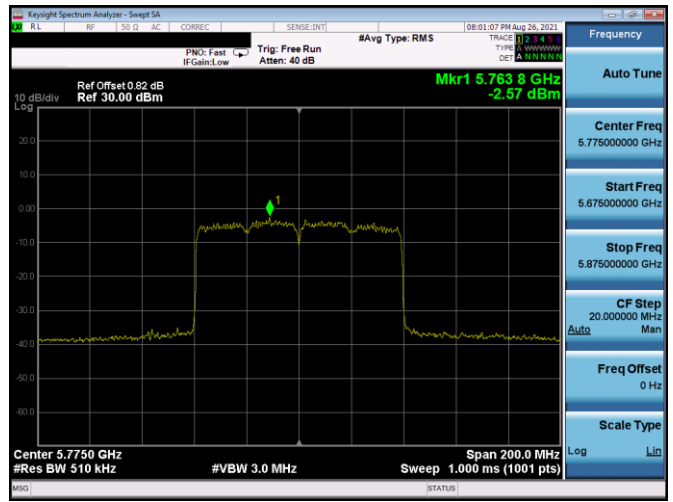 Keysight Spectrum Analyzer - Swept SA
RL RF 50 Ω AC CORREC SENSE:INT 08:01:07 PM Aug 26, 2021
#Avg Type: RMS
TRACE 1 2 3 4 5 6
TYPE A WWWWW
DET A NNNNN
PNO: Fast
IFGain:Low
Trig: Free Run
Atten: 40 dB
Mkr1 5.763 8 GHz
-2.57 dBm
Ref Offset 0.82 dB
Ref 30.00 dBm
10 dB/div
Log
20.0
10.0
0.00
-10.0
-20.0
-30.0
-40.0
-50.0
-60.0
1
Center 5.7750 GHz
#Res BW 510 kHz
#VBW 3.0 MHz
Span 200.0 MHz
Sweep 1.000 ms (1001 pts)
MSG
STATUS
Frequency
Auto Tune
Center Freq
5.775000000 GHz
Start Freq
5.675000000 GHz
Stop Freq
5.875000000 GHz
CF Step
20.000000 MHz
Auto Man
Freq Offset
0 Hz
Scale Type
Log Lin